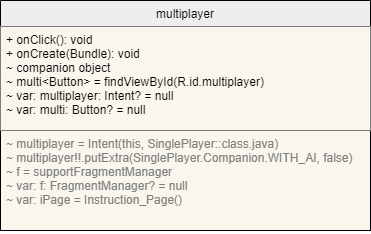 multiplayer
+ onClick(): void
+ onCreate(Bundle): void
~ companion object
~ multi<Button> = findViewById(R.id.multiplayer)
~ var: multiplayer: Intent? = null
~ var: multi: Button? = null
~ multiplayer = Intent(this, SinglePlayer::class.java)
~ multiplayer!!.putExtra(SinglePlayer.Companion.WITH_AI, false)
~ f = supportFragmentManager
~ var: f: FragmentManager? = null
~ var: iPage = Instruction_Page()